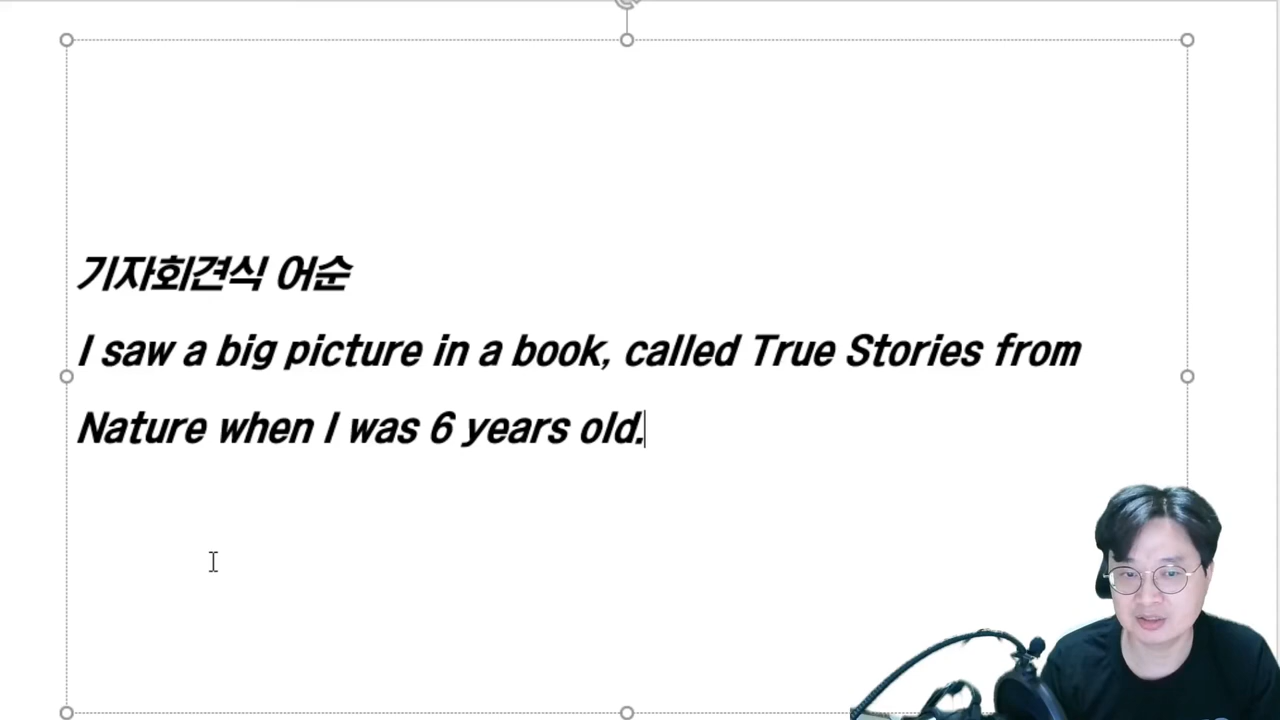 기자회견식 어순
I saw a big picture in a book, called True Stories from
Nature when I was 6 years old.